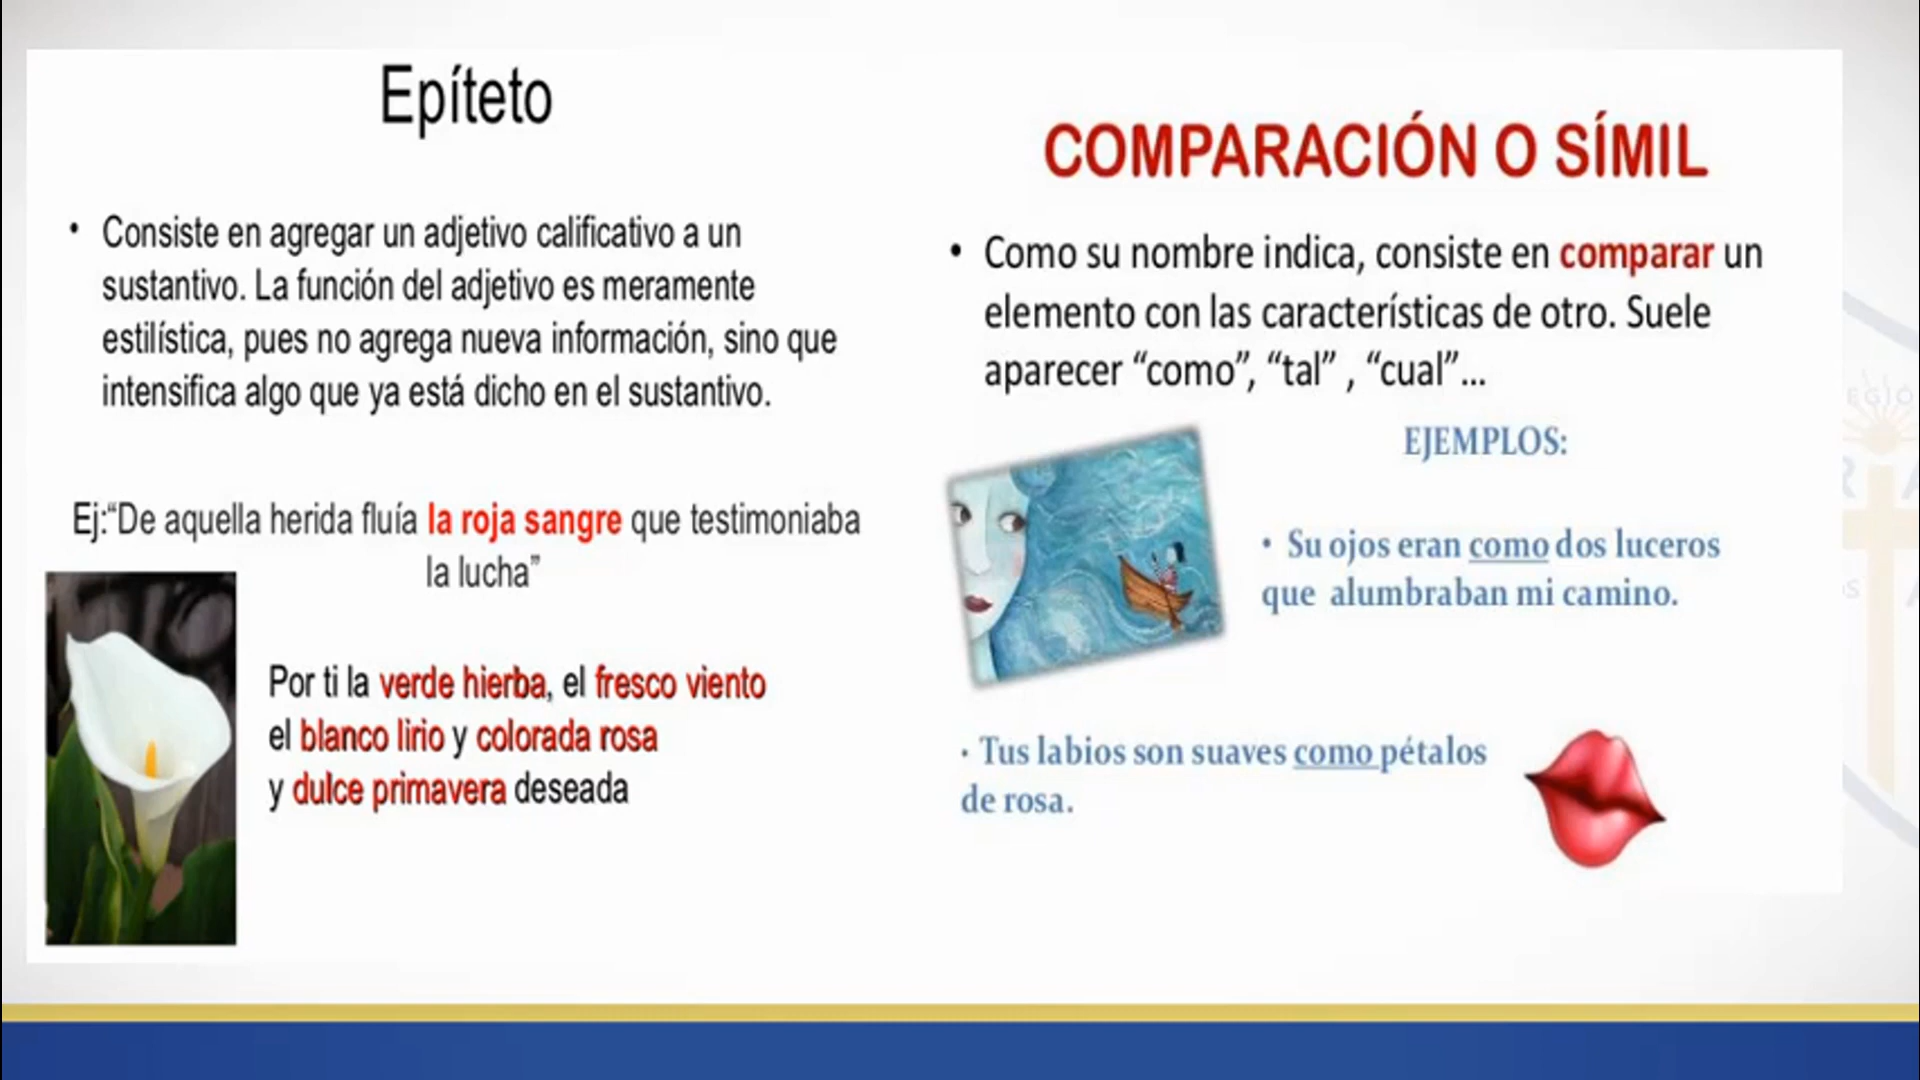 Epíteto
• Consiste en agregar un adjetivo calificativo a un
sustantivo. La función del adjetivo es meramente
estilística, pues no agrega nueva información, sino que
intensifica algo que ya está dicho en el sustantivo.
Ej:“De aquella herida fluía la roja sangre que testimoniaba
la lucha”
Por ti la verde hierba, el fresco viento
el blanco lirio y colorada rosa
y dulce primavera deseada
COMPARACIÓN O SÍMIL
• Como su nombre indica, consiste en comparar un
elemento con las características de otro. Suele
aparecer “como”, “tal” , “cual”...
EJEMPLOS:
• Su ojos eran como dos luceros
que alumbraban mi camino.
· Tus labios son suaves como pétalos
de rosa.